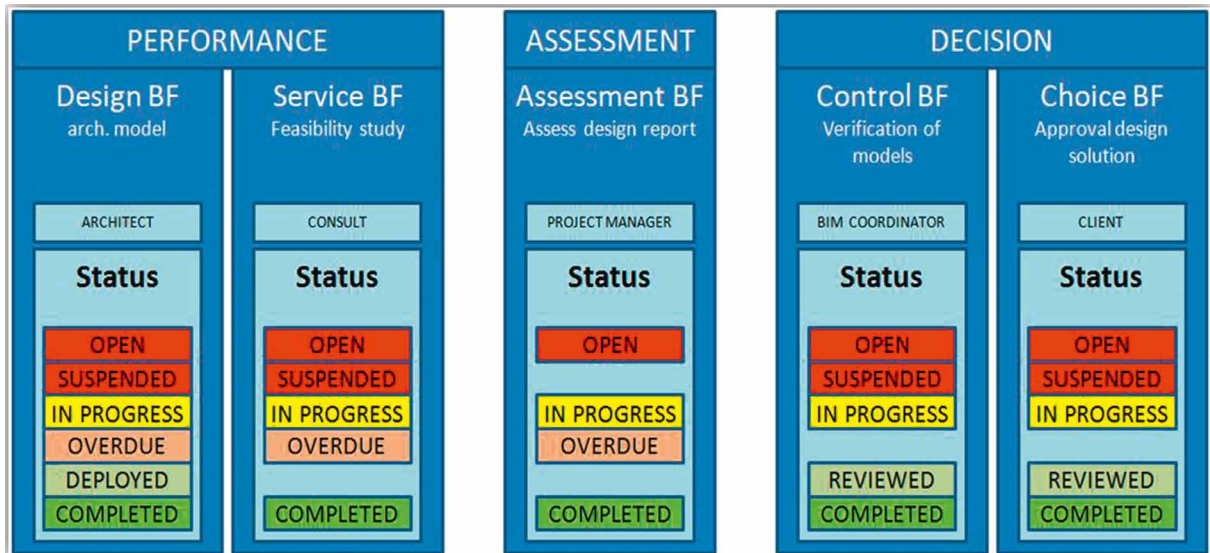 PERFORMANCE
Design BF
arch. model
ARCHITECT
Status
OPEN
SUSPENDED
IN PROGRESS
OVERDUE
DEPLOYED
COMPLETED
Service BF
Feasibility study
CONSULT
Status
OPEN
SUSPENDED
IN PROGRESS
OVERDUE
COMPLETED
ASSESSMENT
Assessment BF
Assess design report
PROJECT MANAGER
Status
OPEN
IN PROGRESS
OVERDUE
COMPLETED
DECISION
Control BF
Verification of
models
BIM COORDINATOR
Status
OPEN
SUSPENDED
IN PROGRESS
REVIEWED
COMPLETED
Choice BF
Approval design
solution
CLIENT
Status
OPEN
SUSPENDED
IN PROGRESS
REVIEWED
COMPLETED